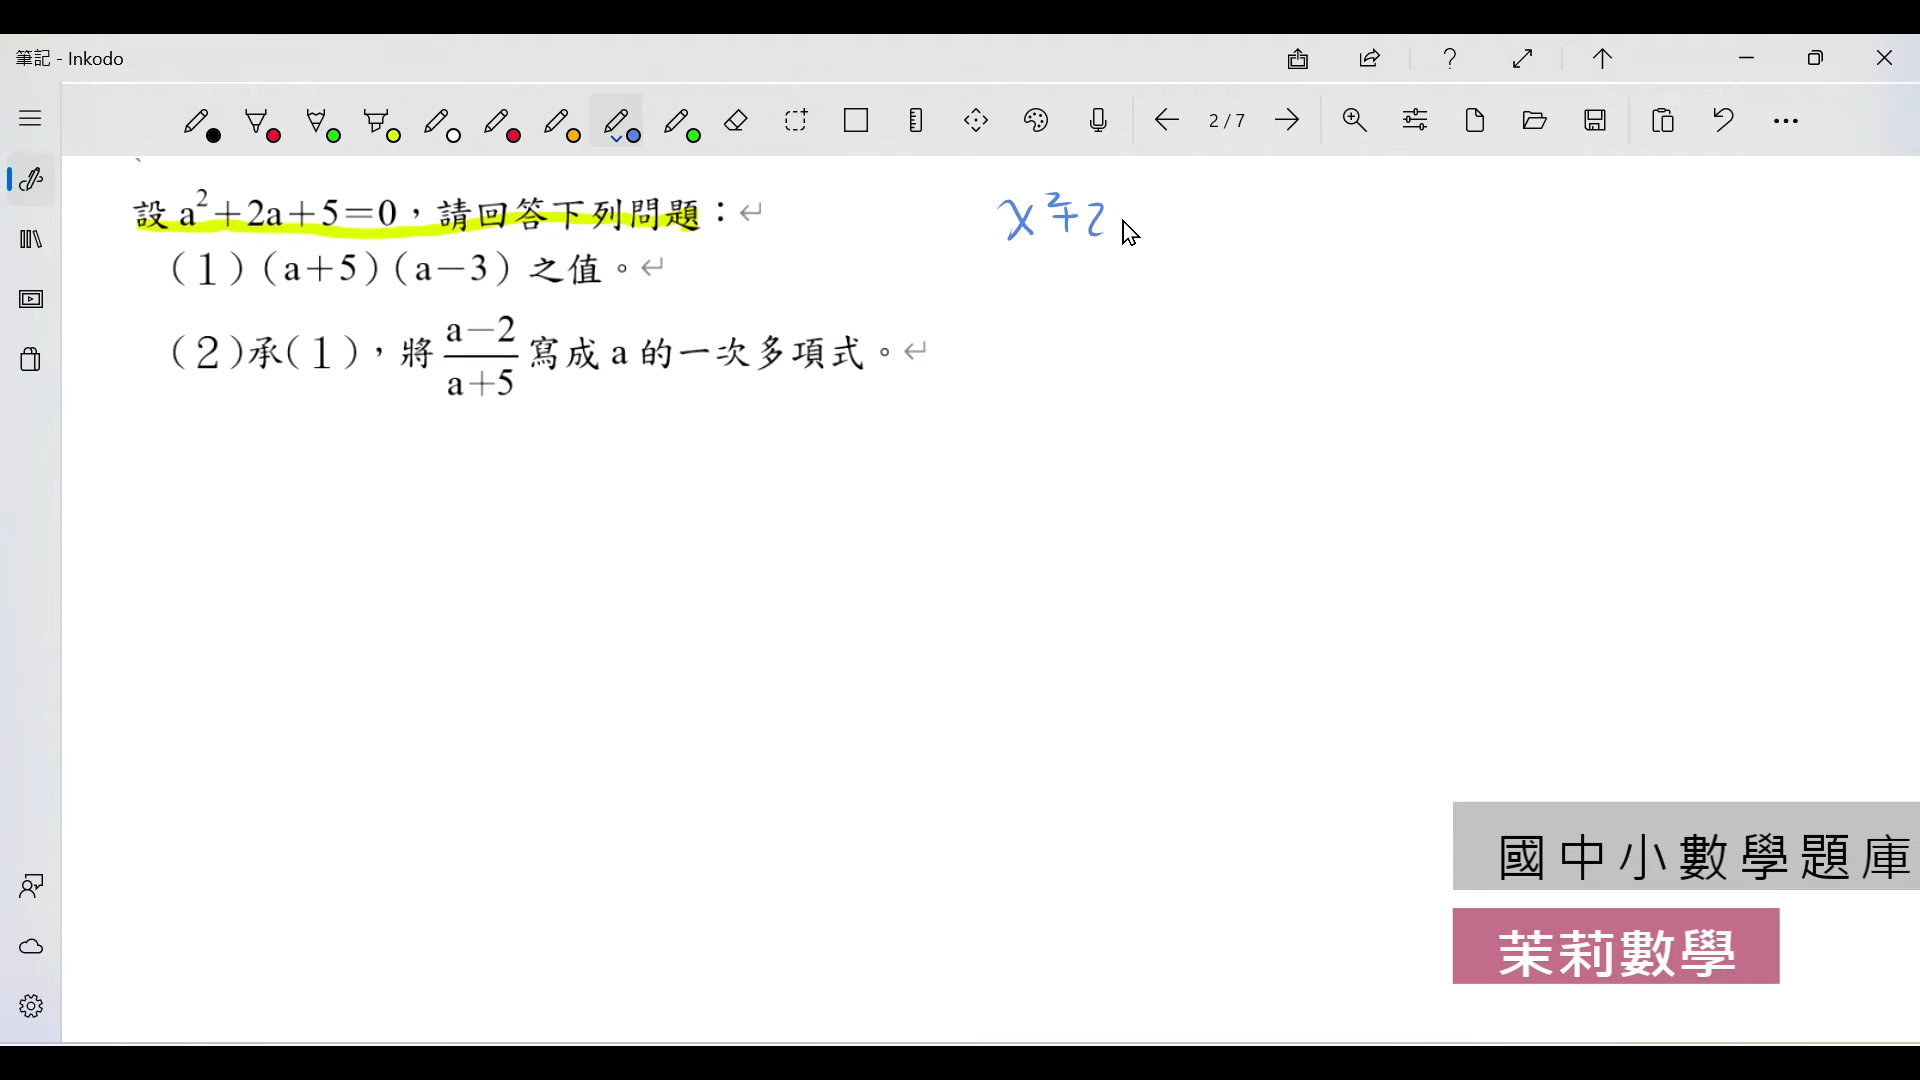 筆記 - Inkodo
2 / 7
設 a²+2a+5=0，請回答下列問題：↵
(1)(a+5)(a−3) 之值。↵
(2)承(1)，將 (a−2)/(a+5) 寫成 a 的一次多項式。↵
x²+2
國中小數學題庫
茉莉數學